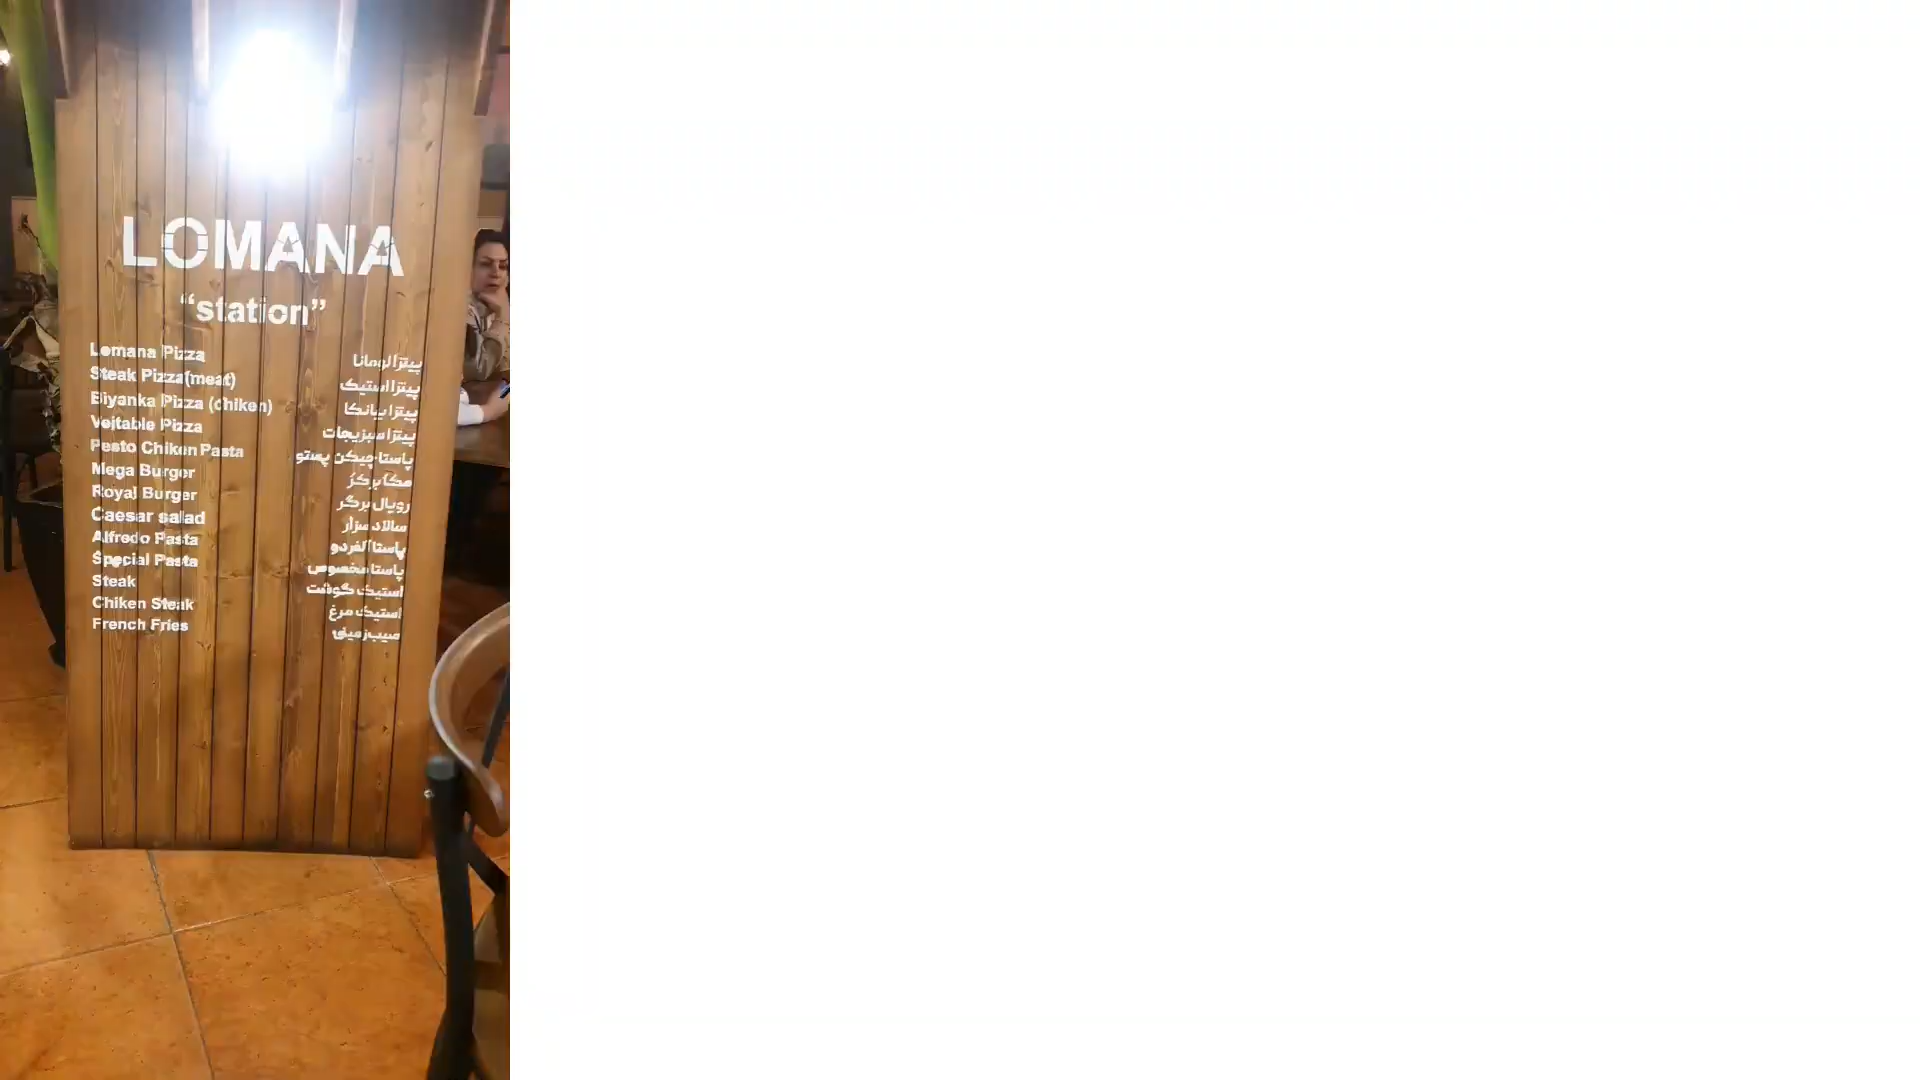 LOMANA
“station”
Lomana Pizza پیتزا لومانا
Steak Pizza(meat) پیتزا استیک
Biyanka Pizza (chiken) پیتزا بیانکا
Vejtable Pizza پیتزا سبزیجات
Pesto Chiken Pasta پاستا چیکن پستو
Mega Burger مگا برگر
Royal Burger رویال برگر
Caesar salad سالاد سزار
Alfredo Pasta پاستا آلفردو
Special Pasta پاستا مخصوص
Steak استیک گوشت
Chiken Steak استیک مرغ
French Fries سیب زمینی